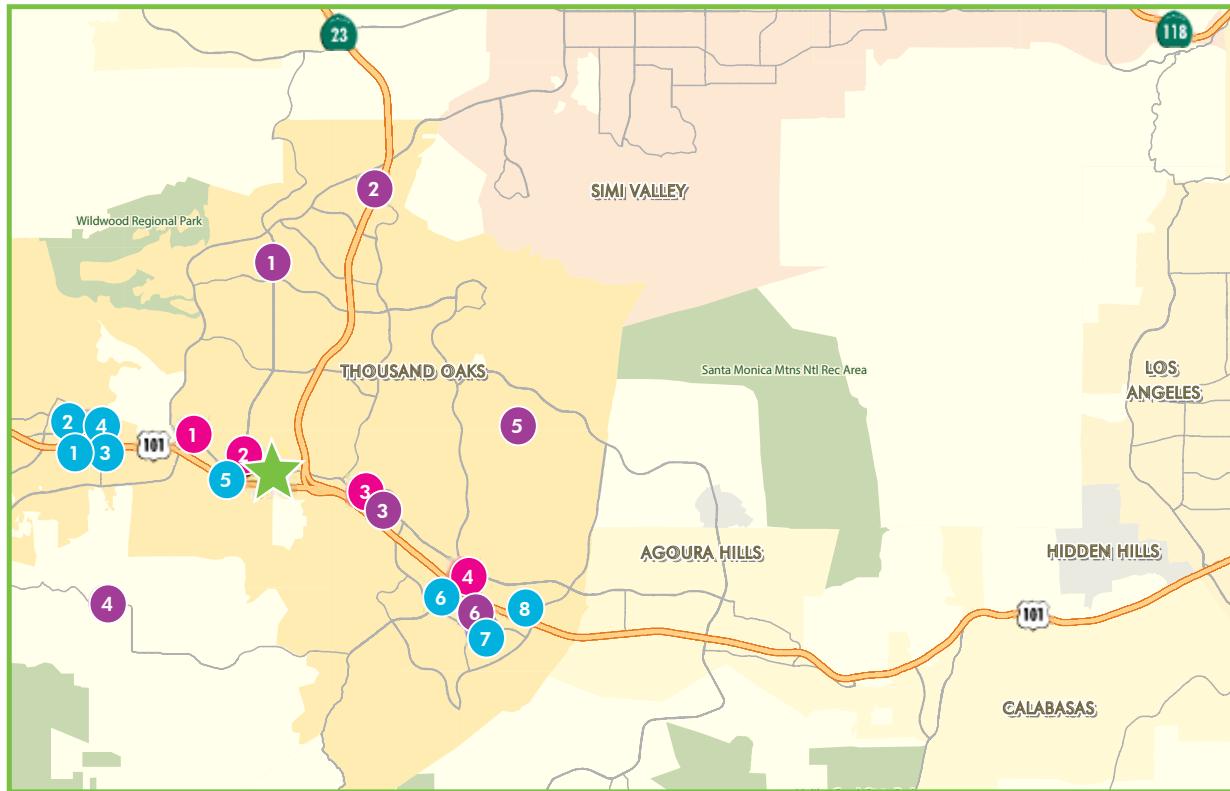 23
118
2
SIMI VALLEY
Wildwood Regional Park
1
THOUSAND OAKS
Santa Monica Mtns Ntl Rec Area
LOS
ANGELES
2
4
1
3
101
1
2
5
5
3
3
AGOURA HILLS
HIDDEN HILLS
4
4
6
6
8
7
101
CALABASAS